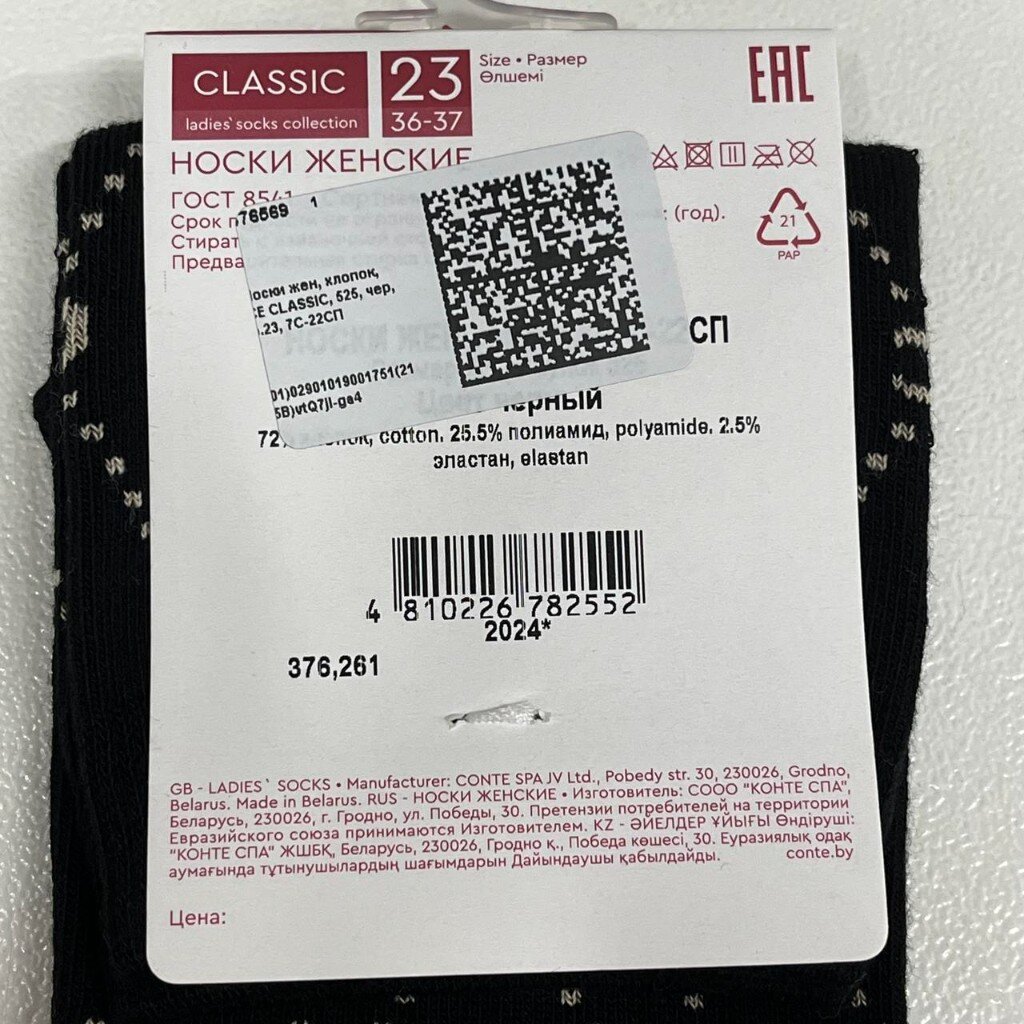 CLASSIC
ladies` socks collection
23
36-37
Size • Размер
Өлшемі
EAC
НОСКИ ЖЕНСКИЕ
ГОСТ 8541
Срок
(год).
Стират
Предва
21
PAP
76569 1
оски жен, хлопок,
CE CLASSIC, 525, чер,
.23, 7С-22СП
01)02901019001751(21
5B)vtQ7jl-ga4
СП
черный
72 cotton. 25.5% полиамид, polyamide. 2.5%
эластан, elastan
4 810226 782552
2024*
376,261
GB - LADIES` SOCKS • Manufacturer: CONTE SPA JV Ltd., Pobedy str. 30, 230026, Grodno,
Belarus. Made in Belarus. RUS - НОСКИ ЖЕНСКИЕ • Изготовитель: СООО "КОНТЕ СПА",
Беларусь, 230026, г. Гродно, ул. Победы, 30. Претензии потребителей на территории
Евразийского союза принимаются Изготовителем. KZ - ӘЙЕЛДЕР ҰЙЫҒЫ Өндіруші:
"КОНТЕ СПА" ЖШБК, Беларусь, 230026, Гродно қ., Победа көшесі, 30. Еуразиялық одақ
аумағында тұтынушылардың шағымдарын Дайындаушы қабылдайды.
conte.by
Цена: